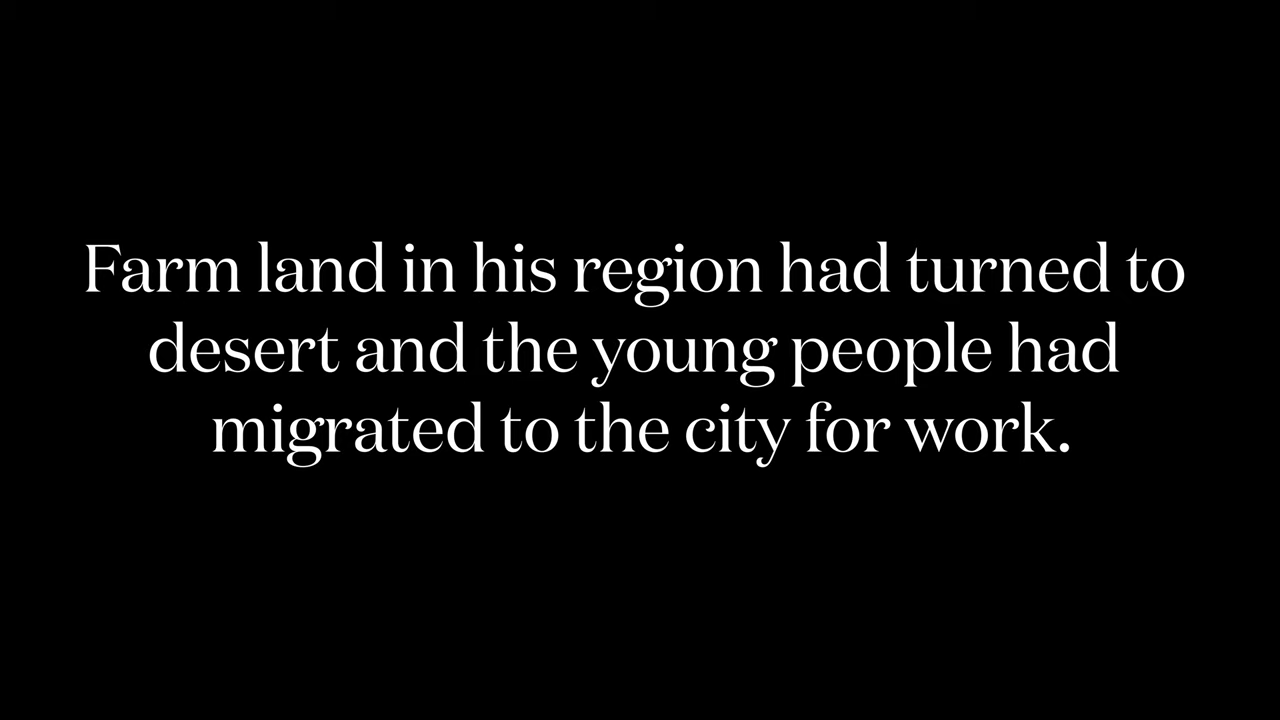 Farm land in his region had turned to
desert and the young people had
migrated to the city for work.